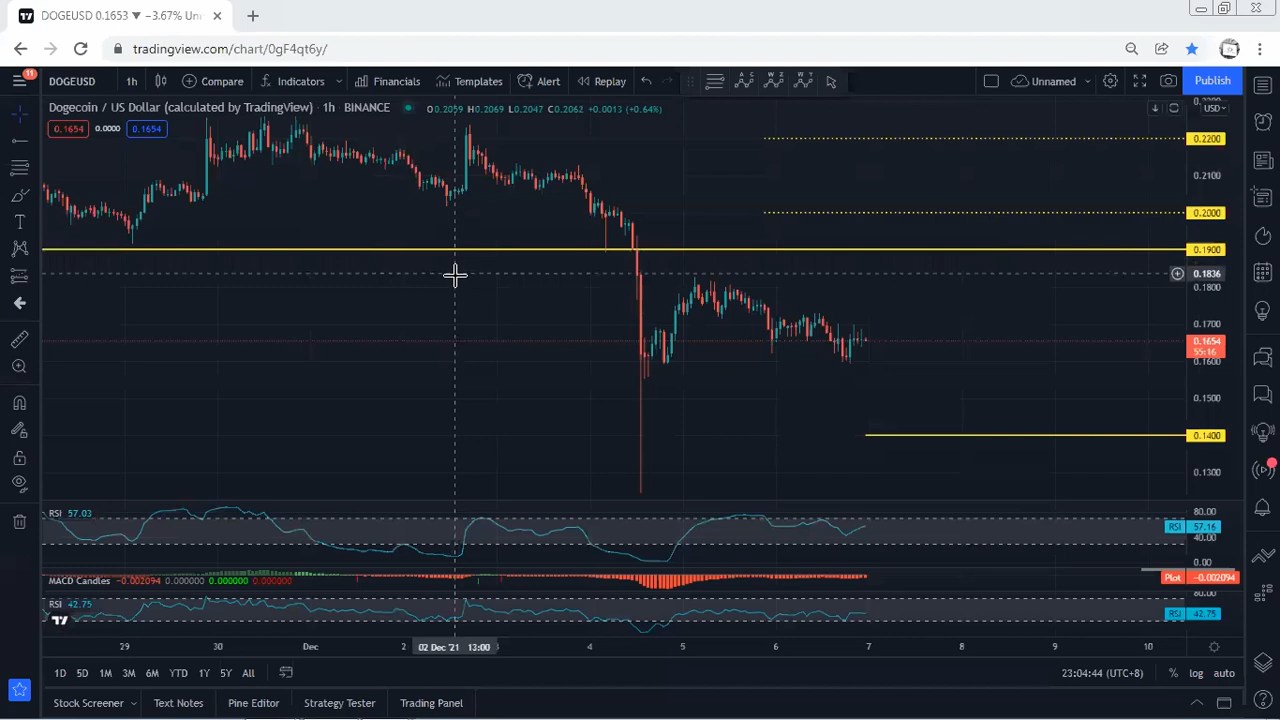 DOGEUSD 0.1653 ▼ −3.67% Un
tradingview.com/chart/0gF4qt6y/
11
DOGEUSD 1h Compare Indicators Financials Templates Alert Replay Unnamed Publish
Dogecoin / US Dollar (calculated by TradingView) · 1h · BINANCE O0.2059 H0.2069 L0.2047 C0.2062 +0.0013 (+0.64%)
0.1654 0.0000 0.1654
USD
0.2200
0.2100
0.2000
0.1900
0.1836
0.1800
0.1700
0.1654
55:16
0.1600
0.1500
0.1400
0.1300
RSI 57.03
80.00
RSI 57.16
40.00
0.00
MACD Candles −0.002094 0.000000 0.000000 0.000000
Plot −0.002094
RSI 42.75
RSI 42.75
29 30 Dec 2 02 Dec '21 13:00 3 4 5 6 7 8 9 10
1D 5D 1M 3M 6M YTD 1Y 5Y All 23:04:44 (UTC+8) % log auto
Stock Screener Text Notes Pine Editor Strategy Tester Trading Panel